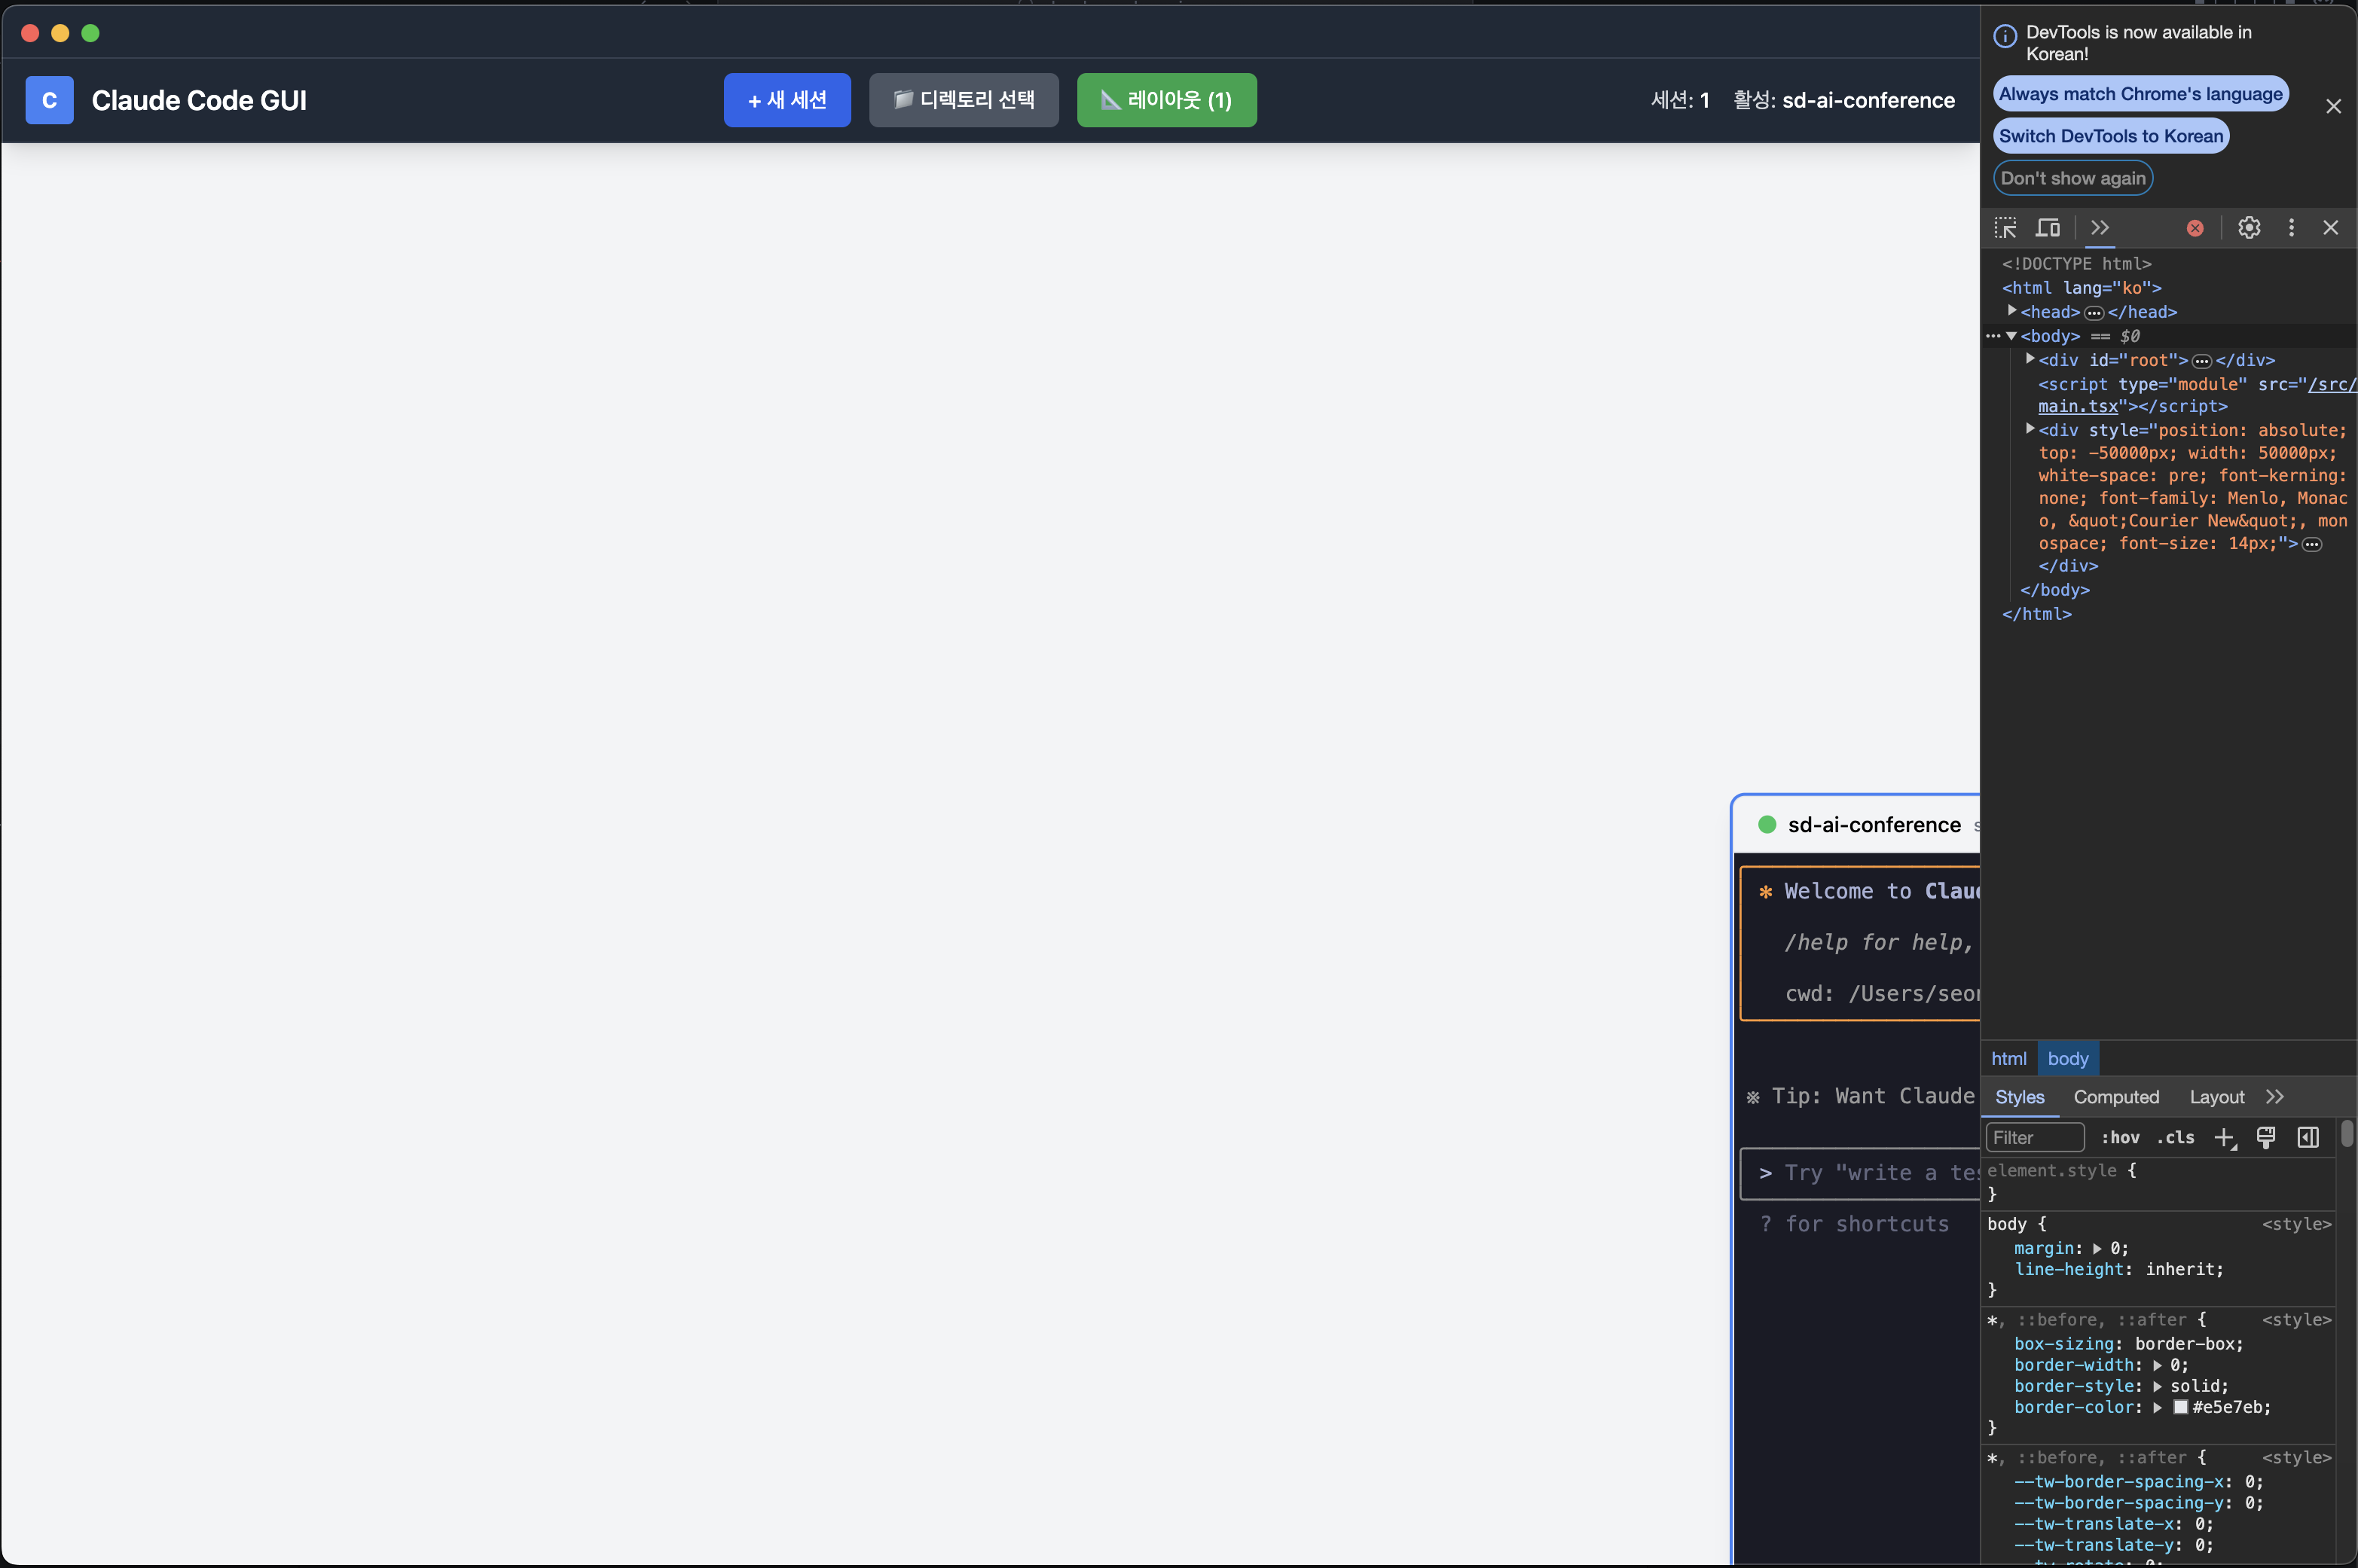 C Claude Code GUI
+ 새 세션
📁 디렉토리 선택
📐 레이아웃 (1)
세션: 1 활성: sd-ai-conference
sd-ai-conference s
✻ Welcome to Claud
/help for help,
cwd: /Users/seon
※ Tip: Want Claude
> Try "write a tes
? for shortcuts
DevTools is now available in
Korean!
Always match Chrome's language
Switch DevTools to Korean
Don't show again
<!DOCTYPE html>
<html lang="ko">
<head>…</head>
<body> == $0
<div id="root">…</div>
<script type="module" src="/src/
main.tsx"></script>
<div style="position: absolute;
top: -50000px; width: 50000px;
white-space: pre; font-kerning:
none; font-family: Menlo, Monac
o, &quot;Courier New&quot;, mon
ospace; font-size: 14px;">…
</div>
</body>
</html>
html body
Styles Computed Layout
Filter :hov .cls
element.style {
}
body { <style>
margin: 0;
line-height: inherit;
}
*, ::before, ::after { <style>
box-sizing: border-box;
border-width: 0;
border-style: solid;
border-color: #e5e7eb;
}
*, ::before, ::after { <style>
--tw-border-spacing-x: 0;
--tw-border-spacing-y: 0;
--tw-translate-x: 0;
--tw-translate-y: 0;